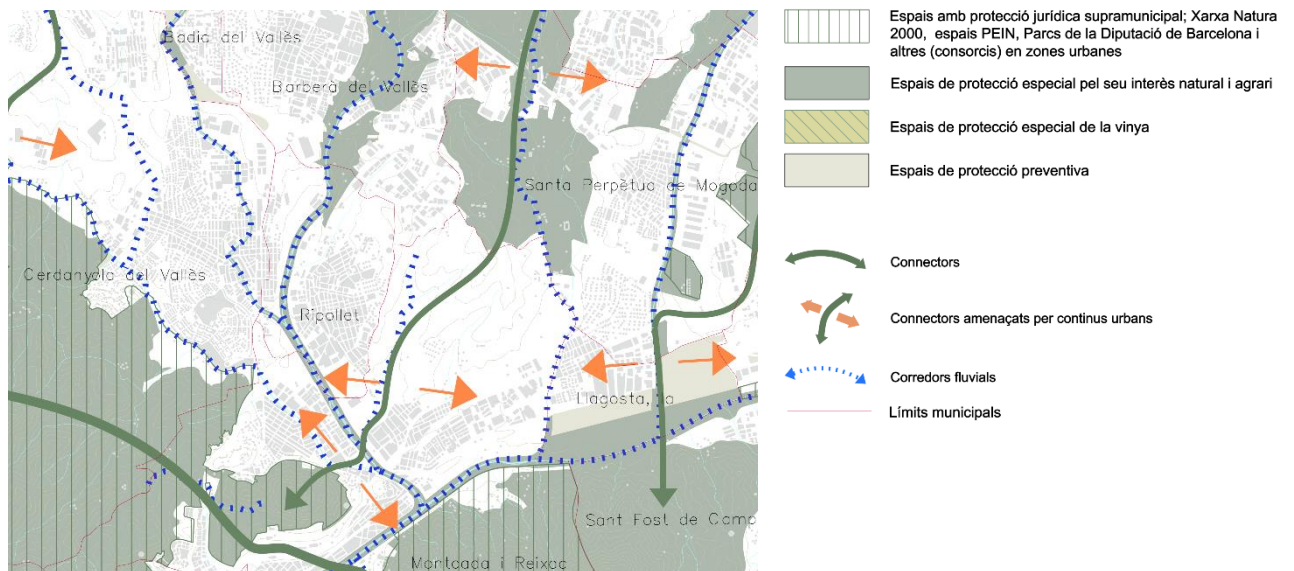 Badia del Vallès
Barberà del Vallès
Santa Perpètua de Mogoda
Cerdanyola del Vallès
Ripollet
Llagosta, la
Sant Fost de Camp
Montcada i Reixac
Espais amb protecció jurídica supramunicipal; Xarxa Natura
2000, espais PEIN, Parcs de la Diputació de Barcelona i
altres (consorcis) en zones urbanes
Espais de protecció especial pel seu interès natural i agrari
Espais de protecció especial de la vinya
Espais de protecció preventiva
Connectors
Connectors amenaçats per continus urbans
Corredors fluvials
Límits municipals